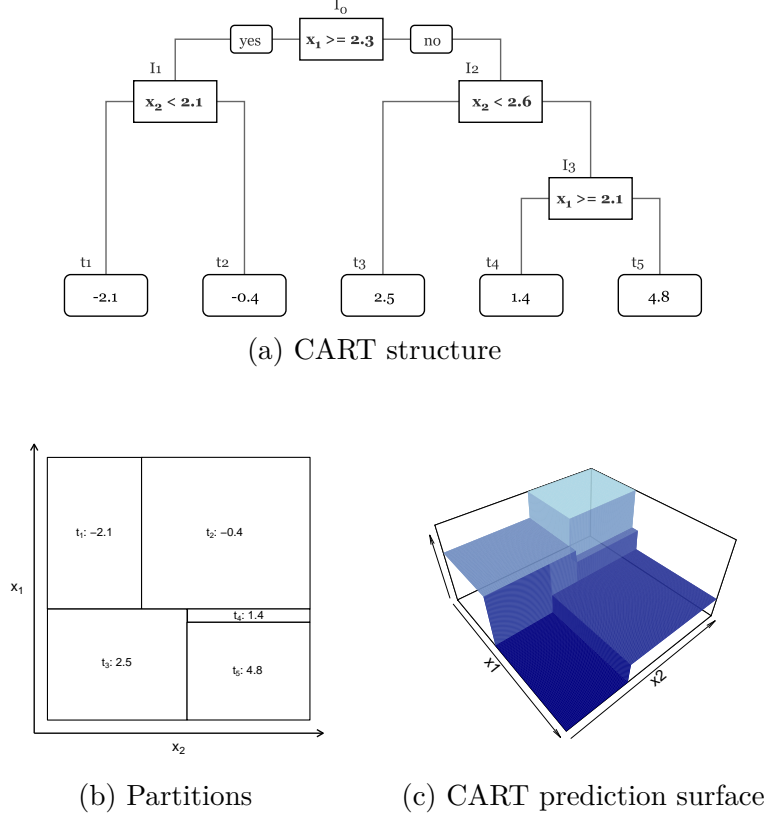 I₀
yes x₁ >= 2.3 no
I1 I2
x₂ < 2.1 x₂ < 2.6
I3
x₁ >= 2.1
t1 t2 t3 t4 t5
-2.1 -0.4 2.5 1.4 4.8
(a) CART structure
t₁: −2.1 t₂: −0.4
x₁
t₄: 1.4
t₃: 2.5 t₅: 4.8
x₂
x1 x2
(b) Partitions (c) CART prediction surface